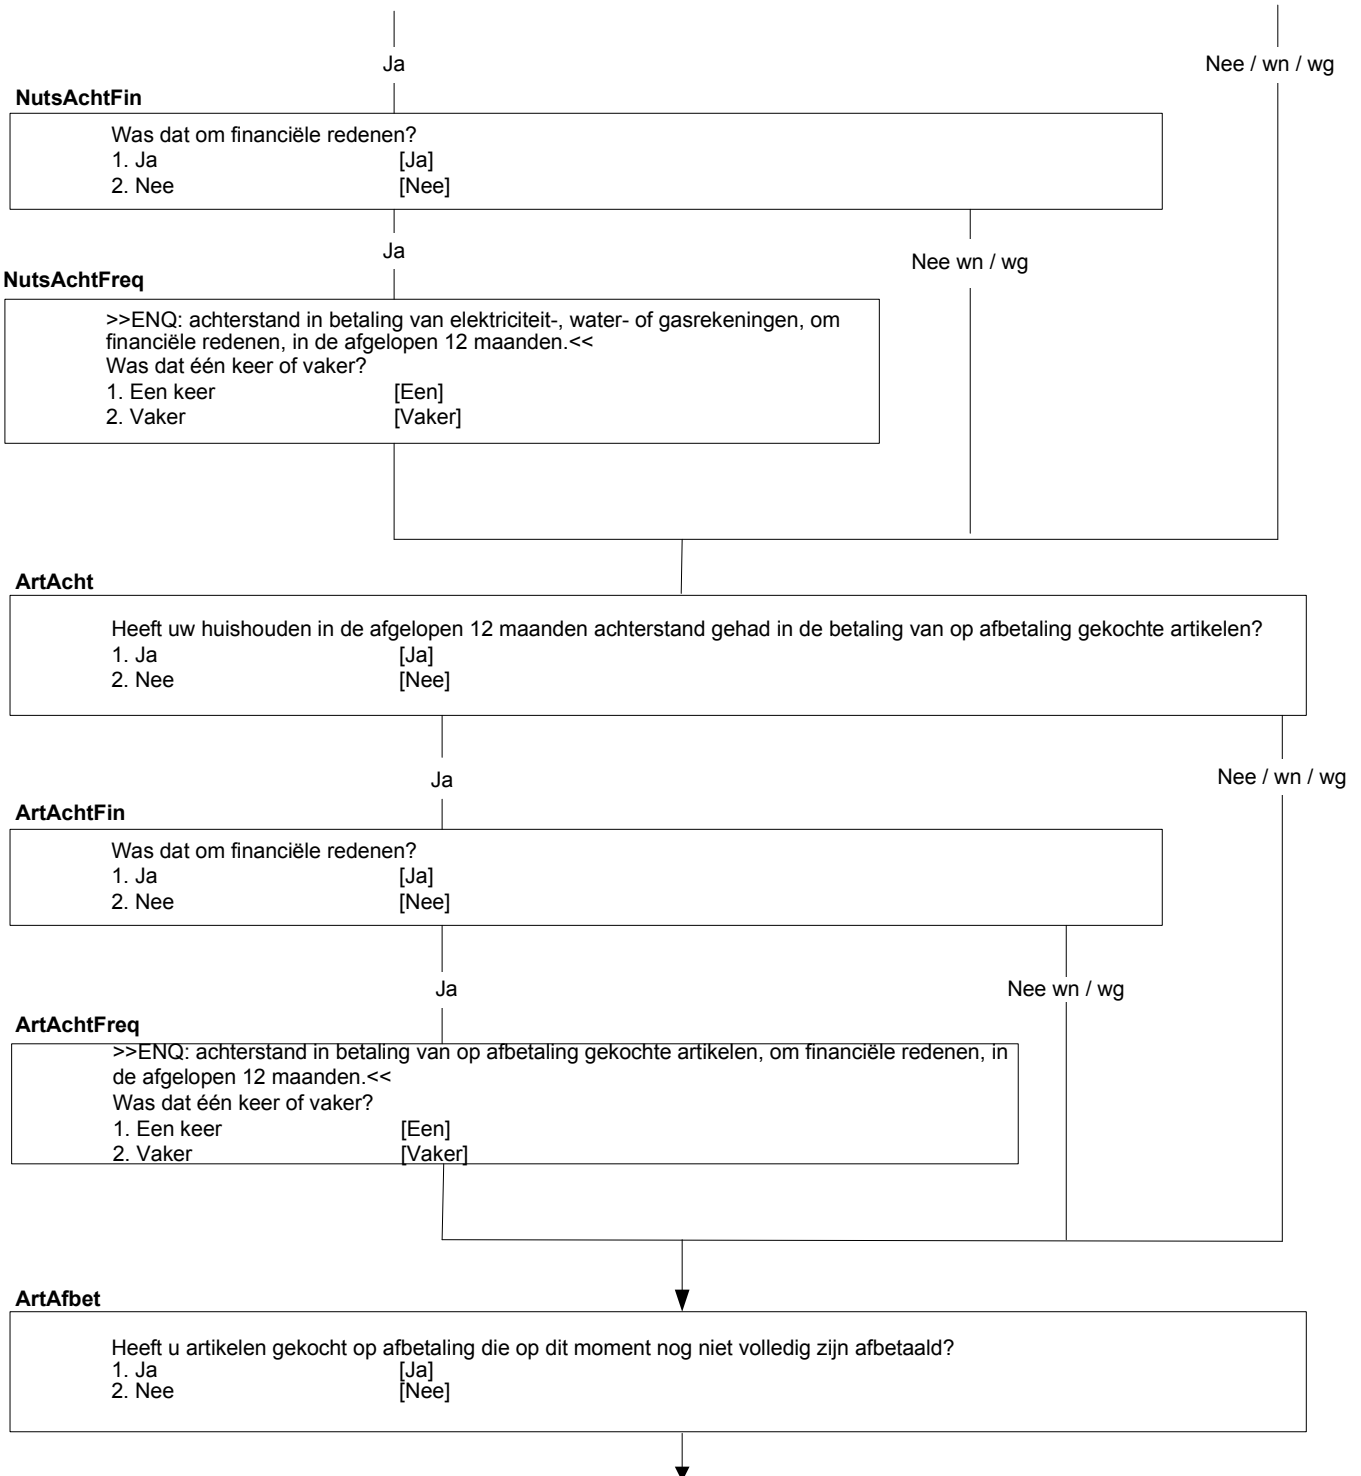 Ja
Nee / wn / wg
NutsAchtFin
Was dat om financiële redenen?
1. Ja [Ja]
2. Nee [Nee]
Ja
Nee wn / wg
NutsAchtFreq
>>ENQ: achterstand in betaling van elektriciteit-, water- of gasrekeningen, om
financiële redenen, in de afgelopen 12 maanden.<<
Was dat één keer of vaker?
1. Een keer [Een]
2. Vaker [Vaker]
ArtAcht
Heeft uw huishouden in de afgelopen 12 maanden achterstand gehad in de betaling van op afbetaling gekochte artikelen?
1. Ja [Ja]
2. Nee [Nee]
Ja
Nee / wn / wg
ArtAchtFin
Was dat om financiële redenen?
1. Ja [Ja]
2. Nee [Nee]
Ja
Nee wn / wg
ArtAchtFreq
>>ENQ: achterstand in betaling van op afbetaling gekochte artikelen, om financiële redenen, in
de afgelopen 12 maanden.<<
Was dat één keer of vaker?
1. Een keer [Een]
2. Vaker [Vaker]
ArtAfbet
Heeft u artikelen gekocht op afbetaling die op dit moment nog niet volledig zijn afbetaald?
1. Ja [Ja]
2. Nee [Nee]